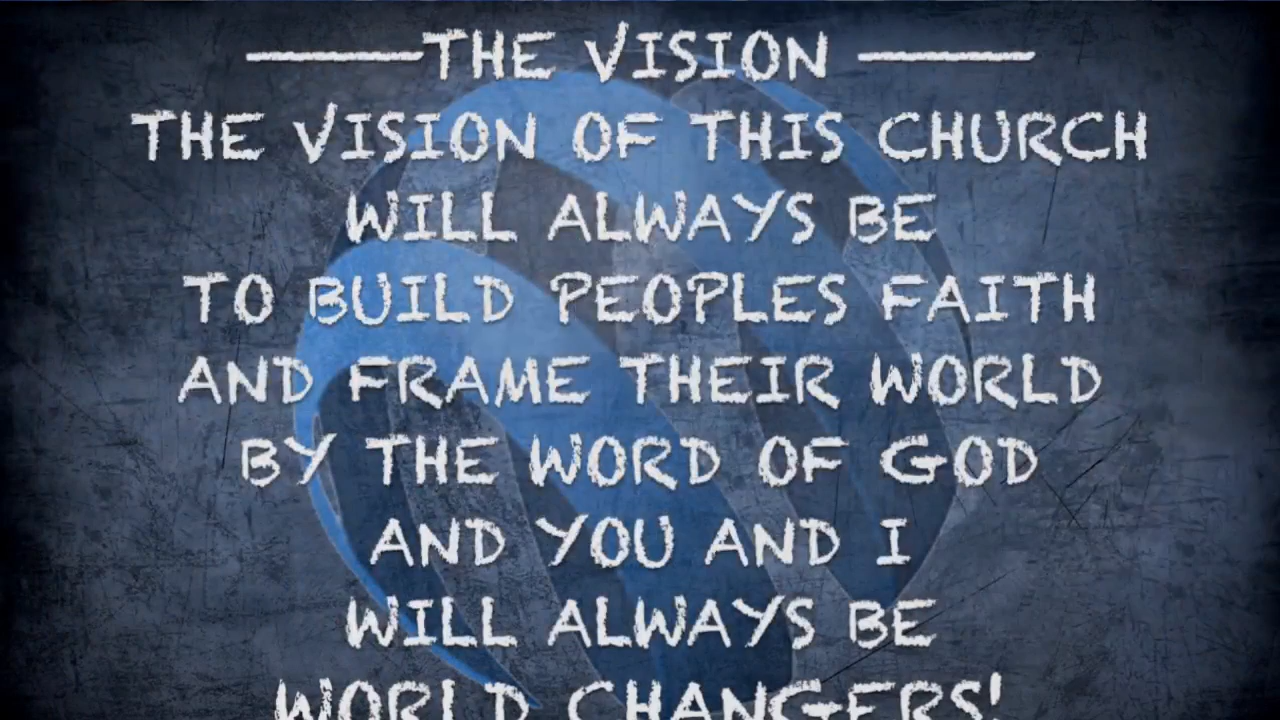 THE VISION
THE VISION OF THIS CHURCH
WILL ALWAYS BE
TO BUILD PEOPLES FAITH
AND FRAME THEIR WORLD
BY THE WORD OF GOD
AND YOU AND I
WILL ALWAYS BE
WORLD CHANGERS!